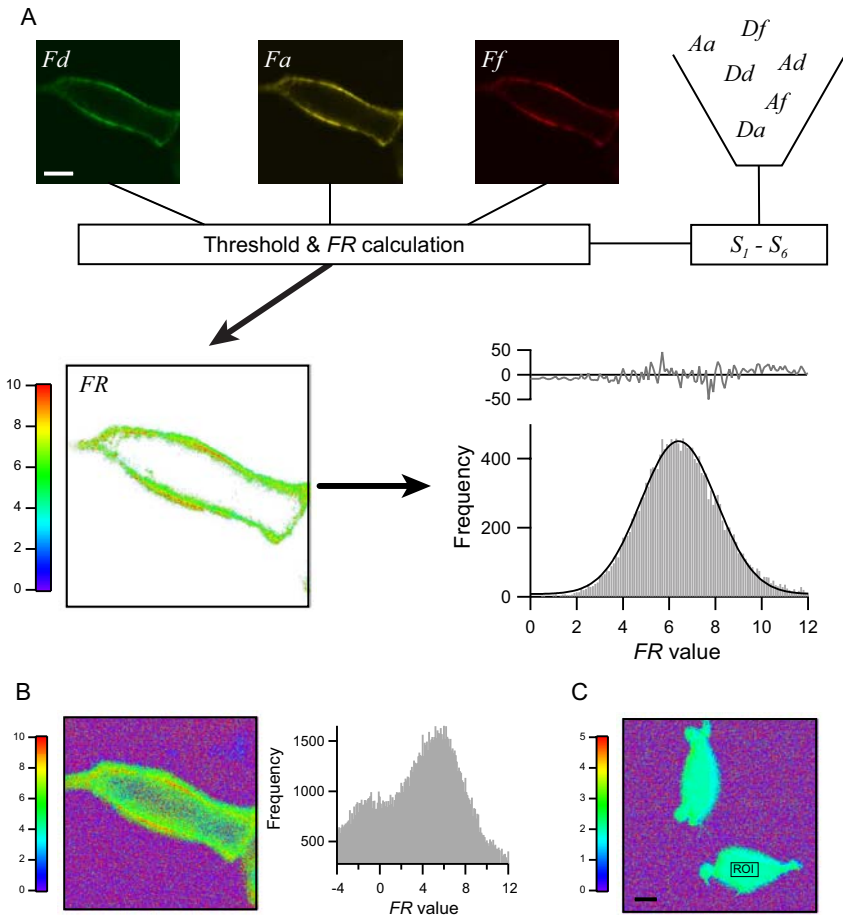 A
Fd
Fa
Ff
Aa
Df
Dd
Ad
Af
Da
Threshold & FR calculation
S1 - S6
10
8
6
4
2
0
FR
50
0
-50
Frequency
400
200
0
0 2 4 6 8 10 12
FR value
B
10
8
6
4
2
0
Frequency
1500
1000
500
-4 0 4 8 12
FR value
C
5
4
3
2
1
0
ROI